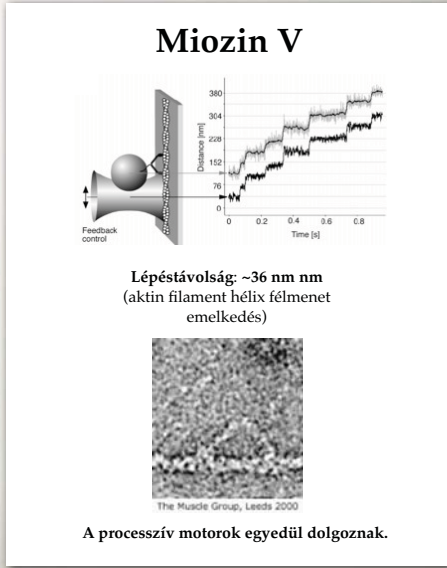 Miozin V
Distance [nm]
380
304
228
152
76
0
0
0.2
0.4
0.6
0.8
Time [s]
Feedback
control
Lépéstávolság: ~36 nm nm
(aktin filament hélix félmenet
emelkedés)
The Muscle Group, Leeds 2000
A processzív motorok egyedül dolgoznak.